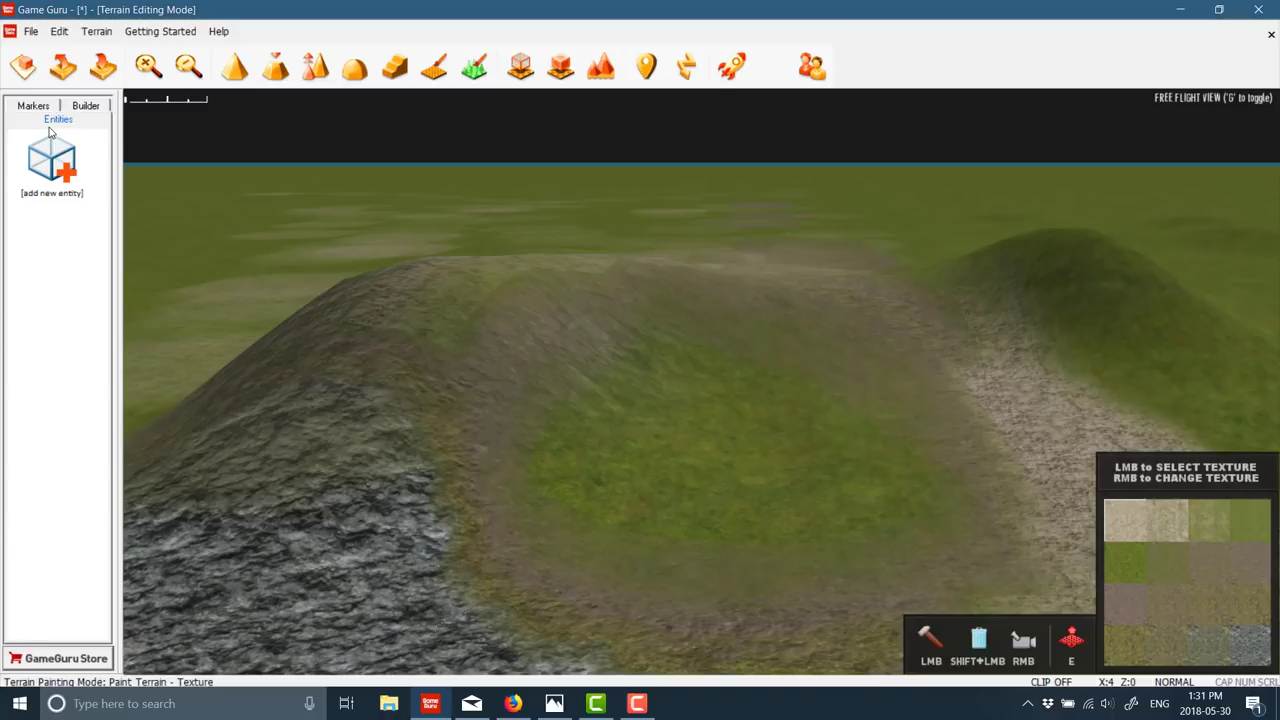 Game Guru - [*] - [Terrain Editing Mode]
File Edit Terrain Getting Started Help
Markers Builder
Entities
[add new entity]
FREE FLIGHT VIEW ('G' to toggle)
LMB to SELECT TEXTURE
RMB to CHANGE TEXTURE
LMB SHIFT+LMB RMB E
GameGuru Store
Terrain Painting Mode: Paint Terrain - Texture
CLIP OFF X:4 Z:0 NORMAL CAP NUM SCRL
Type here to search
1:31 PM
2018-05-30